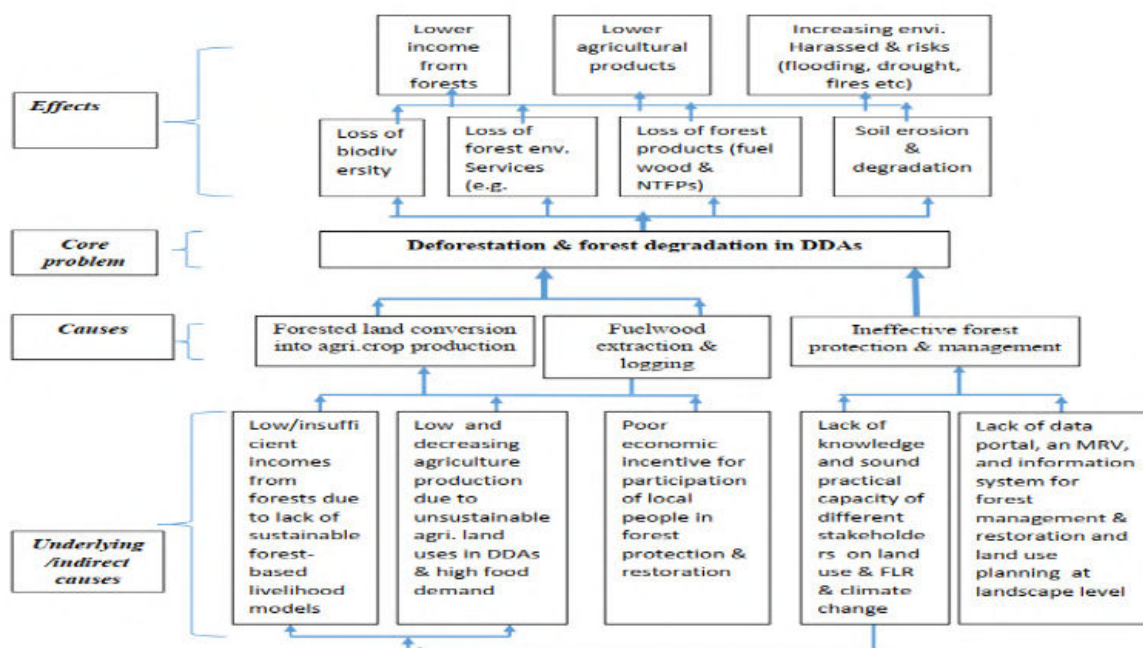 Lower
income
from
forests
Lower
agricultural
products
Increasing envi.
Harassed & risks
(flooding, drought,
fires etc)
Effects
Loss of
biodiv
ersity
Loss of
forest env.
Services
(e.g.
Loss of forest
products (fuel
wood &
NTFPs)
Soil erosion
&
degradation
Core
problem
Deforestation & forest degradation in DDAs
Causes
Forested land conversion
into agri.crop production
Fuelwood
extraction &
logging
Ineffective forest
protection & management
Underlying
/indirect
causes
Low/insuffi
cient
incomes
from
forests due
to lack of
sustainable
forest-
based
livelihood
models
Low and
decreasing
agriculture
production
due to
unsustainable
agri. land
uses in DDAs
& high food
demand
Poor
economic
incentive for
participation
of local
people in
forest
protection &
restoration
Lack of
knowledge
and sound
practical
capacity of
different
stakeholde
rs on land
use & FLR
& climate
change
Lack of data
portal, an MRV,
and information
system for
forest
management &
restoration and
land use
planning at
landscape level